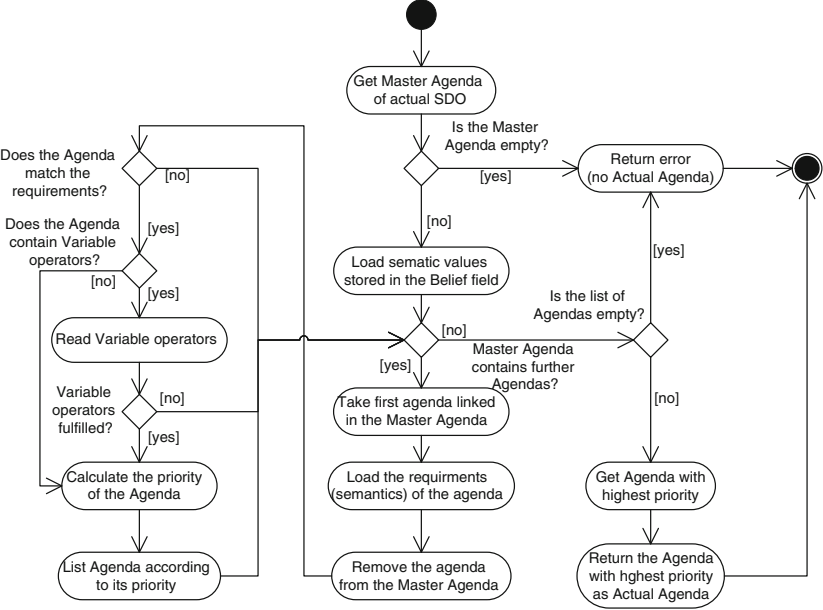 Get Master Agenda
of actual SDO
Is the Master
Agenda empty?
[yes]
Return error
(no Actual Agenda)
[no]
Load sematic values
stored in the Belief field
Does the Agenda
match the
requirements?
[no]
[yes]
Does the Agenda
contain Variable
operators?
[no]
[yes]
Read Variable operators
Variable
operators
fulfilled?
[no]
[yes]
Calculate the priority
of the Agenda
List Agenda according
to its priority
[no]
Master Agenda
contains further
Agendas?
[yes]
Take first agenda linked
in the Master Agenda
Load the requirments
(semantics) of the agenda
Remove the agenda
from the Master Agenda
Is the list of
Agendas empty?
[yes]
[no]
Get Agenda with
highest priority
Return the Agenda
with highest priority
as Actual Agenda